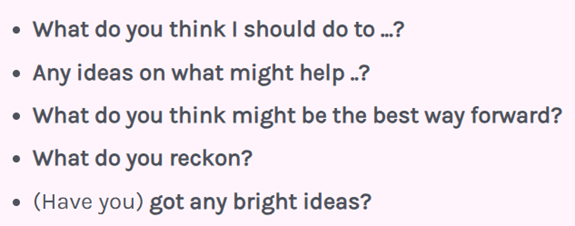 • What do you think I should do to ...?
• Any ideas on what might help ..?
• What do you think might be the best way forward?
• What do you reckon?
• (Have you) got any bright ideas?